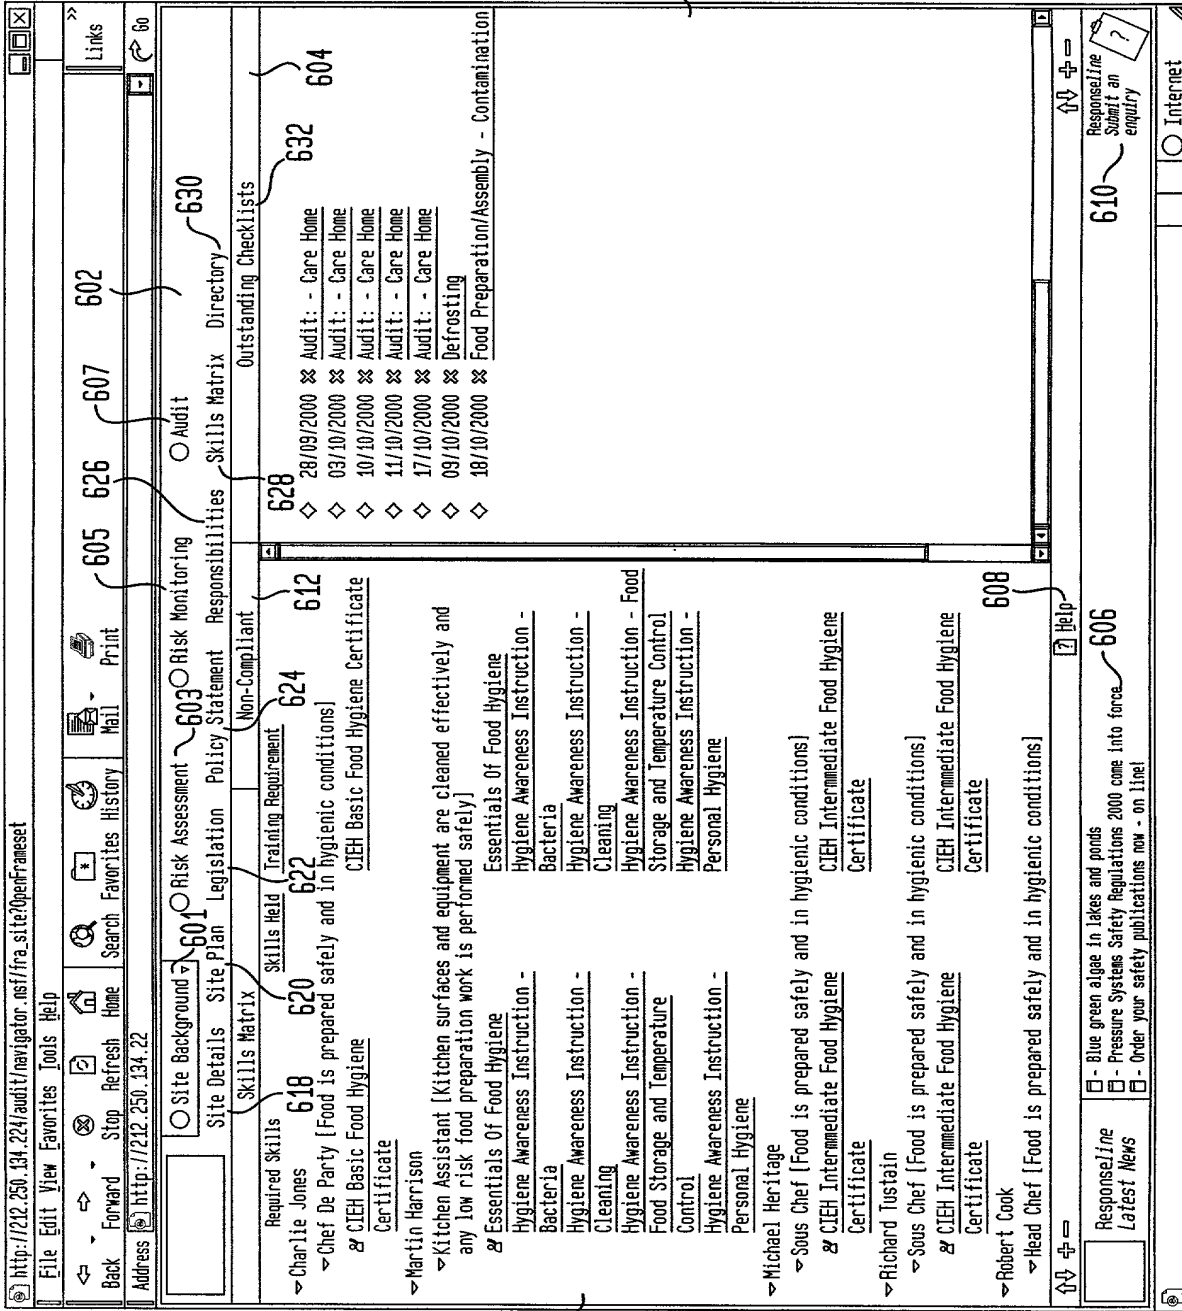 http://212.250.134.224/audit/navigator.nsf/fra_site?OpenFrameset
File Edit View Favorites Tools Help
Back Forward Stop Refresh Home Search Favorites History Mail Print Links »
Address http://212.250.134.22 Go
605 626 607 602
Site Background 601 Risk Assessment 603 Risk Monitoring Audit
Site Details Site Plan Legislation Policy Statement Responsibilities Skills Matrix Directory 630
618 620 622 624 612 628 632 604
Skills Matrix Non-Compliant Outstanding Checklists
Required Skills Skills Held Training Requirement
Charlie Jones
Chef De Party [Food is prepared safely and in hygienic conditions]
CIEH Basic Food Hygiene CIEH Basic Food Hygiene Certificate
Certificate
Martin Harrison
Kitchen Assistant [Kitchen surfaces and equipment are cleaned effectively and
any low risk food preparation work is performed safely]
Essentials Of Food Hygiene Essentials Of Food Hygiene
Hygiene Awareness Instruction - Hygiene Awareness Instruction -
Bacteria Bacteria
Hygiene Awareness Instruction - Hygiene Awareness Instruction -
Cleaning Cleaning
Hygiene Awareness Instruction - Hygiene Awareness Instruction - Food
Food Storage and Temperature Storage and Temperature Control
Control Hygiene Awareness Instruction -
Hygiene Awareness Instruction - Personal Hygiene
Personal Hygiene
Michael Heritage
Sous Chef [Food is prepared safely and in hygienic conditions]
CIEH Intermmediate Food Hygiene CIEH Intermmediate Food Hygiene
Certificate Certificate
Richard Tustain
Sous Chef [Food is prepared safely and in hygienic conditions]
CIEH Intermmediate Food Hygiene CIEH Intermmediate Food Hygiene
Certificate Certificate
Robert Cook
Head Chef [Food is prepared safely and in hygienic conditions]
28/09/2000 Audit: - Care Home
03/10/2000 Audit: - Care Home
10/10/2000 Audit: - Care Home
11/10/2000 Audit: - Care Home
17/10/2000 Audit: - Care Home
09/10/2000 Defrosting
18/10/2000 Food Preparation/Assembly - Contamination
608
? Help
Responseline
Latest News
- Blue green algae in lakes and ponds
- Pressure Systems Safety Regulations 2000 come into force 606
- Order your safety publications now - on line!
610
Responseline
Submit an
enquiry
?
Internet